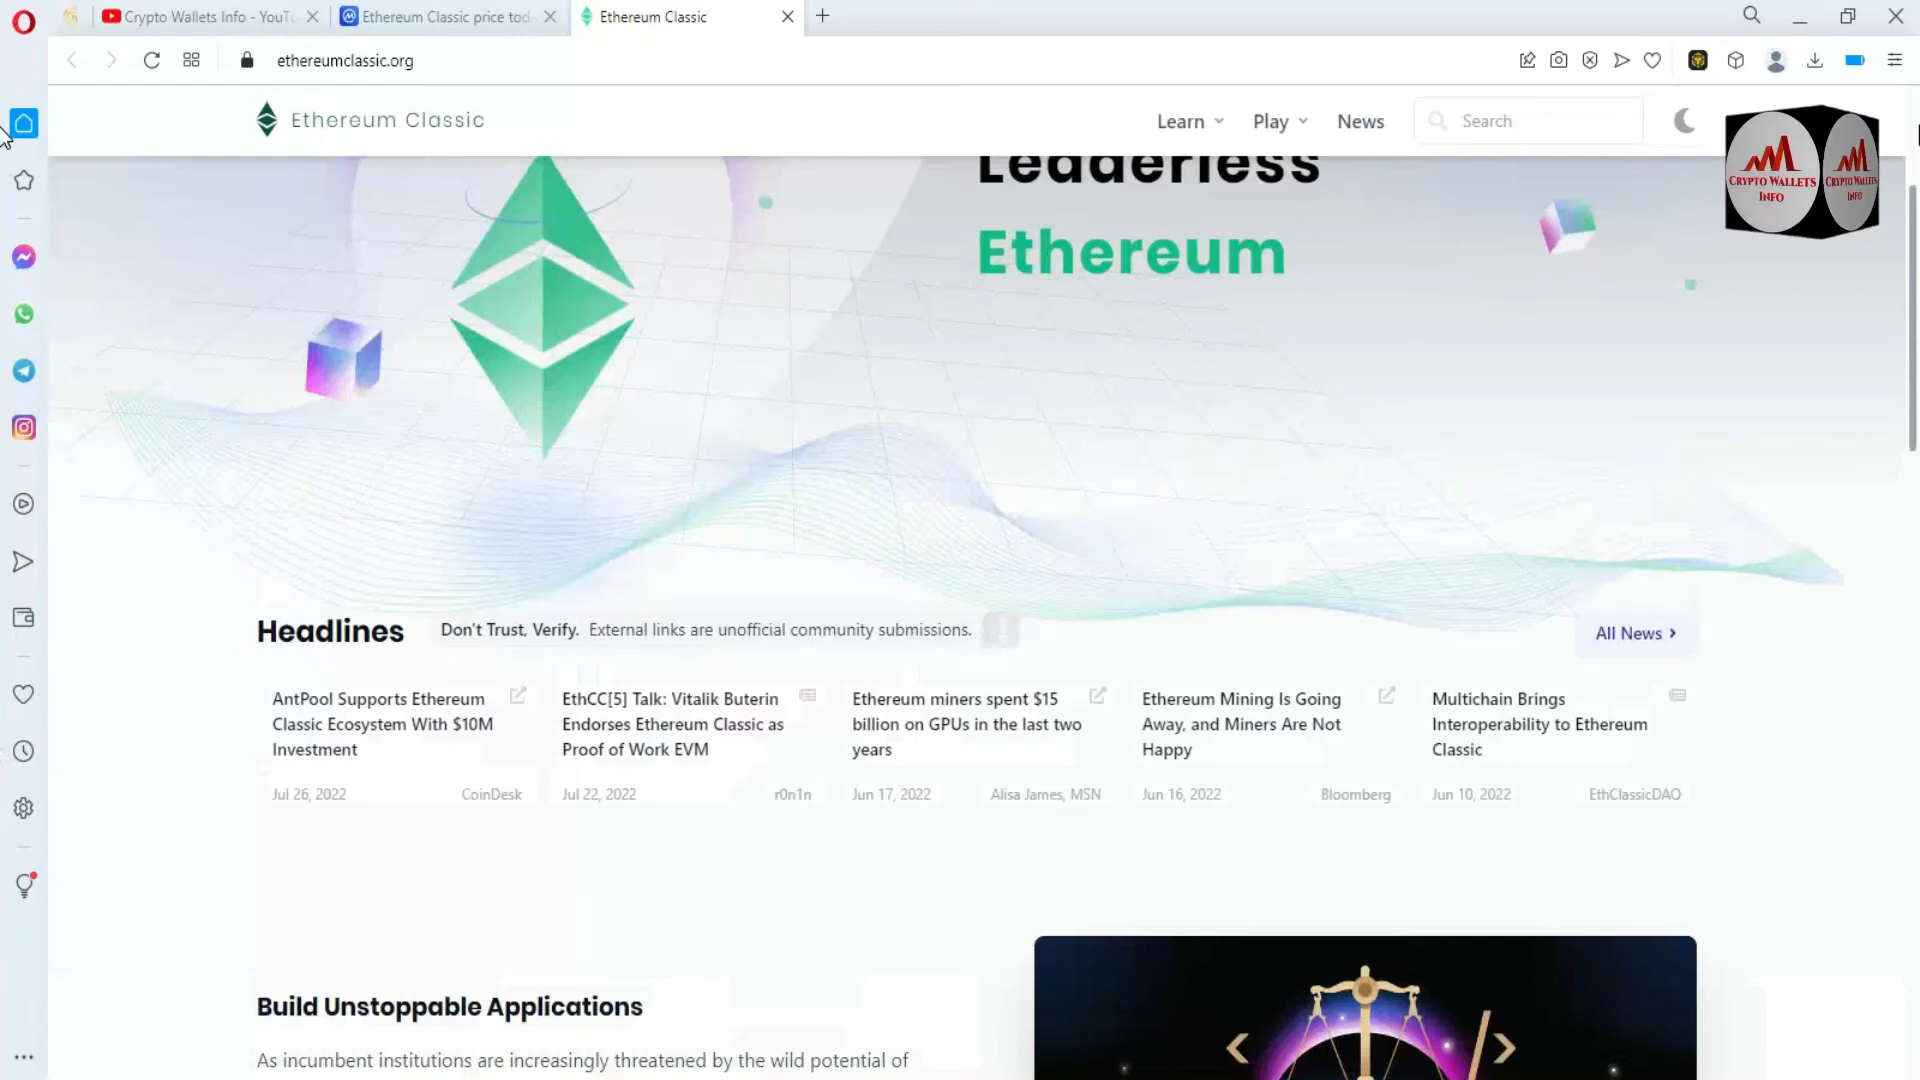 Crypto Wallets Info - YouTu
Ethereum Classic price tod
Ethereum Classic
ethereumclassic.org
Ethereum Classic
Learn
Play
News
Search
CRYPTO WALLETS
INFO
CRYPTO WALLETS
INFO
Leaderless
Ethereum
Headlines
Don't Trust, Verify. External links are unofficial community submissions.
All News
AntPool Supports Ethereum
Classic Ecosystem With $10M
Investment
Jul 26, 2022
CoinDesk
EthCC[5] Talk: Vitalik Buterin
Endorses Ethereum Classic as
Proof of Work EVM
Jul 22, 2022
r0n1n
Ethereum miners spent $15
billion on GPUs in the last two
years
Jun 17, 2022
Alisa James, MSN
Ethereum Mining Is Going
Away, and Miners Are Not
Happy
Jun 16, 2022
Bloomberg
Multichain Brings
Interoperability to Ethereum
Classic
Jun 10, 2022
EthClassicDAO
Build Unstoppable Applications
As incumbent institutions are increasingly threatened by the wild potential of